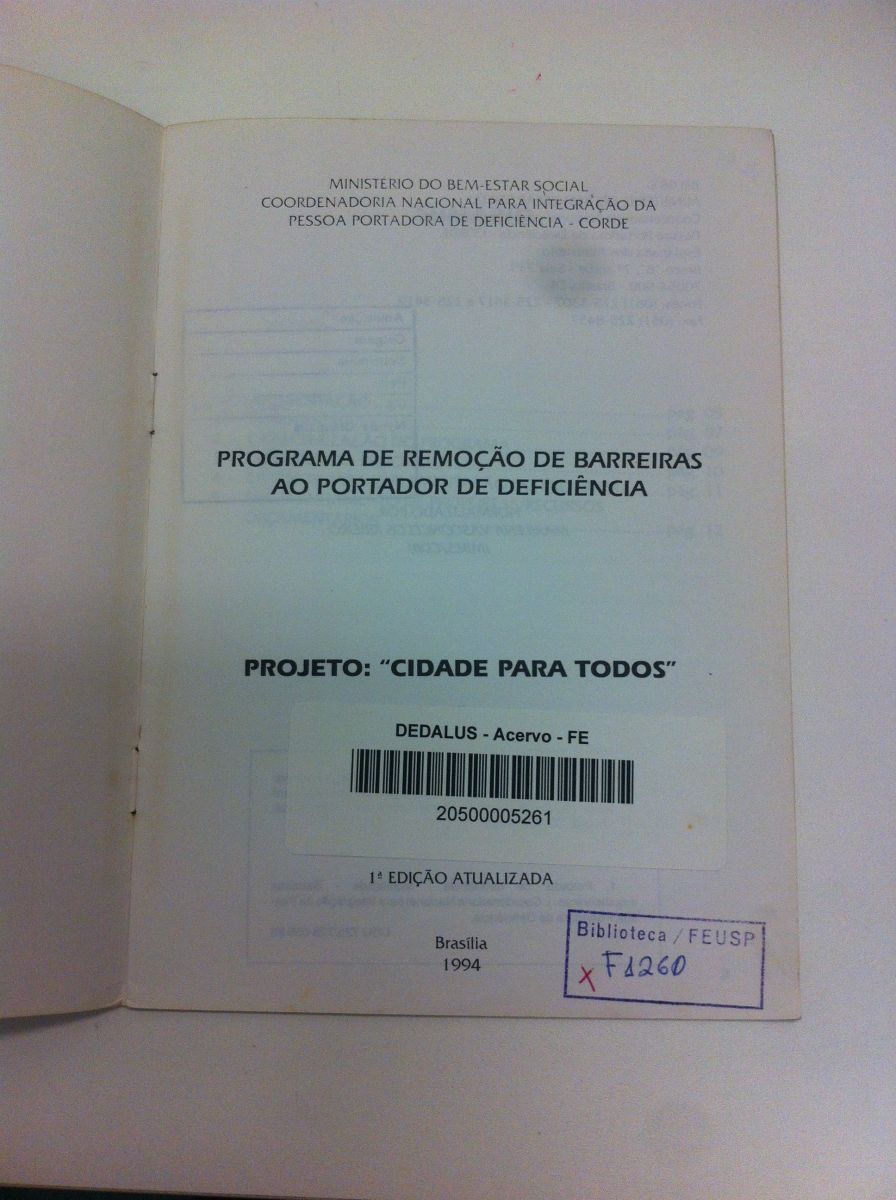 MINISTÉRIO DO BEM-ESTAR SOCIAL
COORDENADORIA NACIONAL PARA INTEGRAÇÃO DA
PESSOA PORTADORA DE DEFICIÊNCIA - CORDE
PROGRAMA DE REMOÇÃO DE BARREIRAS
AO PORTADOR DE DEFICIÊNCIA
PROJETO: “CIDADE PARA TODOS”
DEDALUS - Acervo - FE
20500005261
1ª EDIÇÃO ATUALIZADA
Brasília
1994
Biblioteca / FEUSP
X F1260